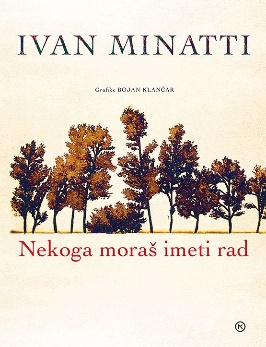 IVAN MINATTI
Grafike BOJAN KLANČAR
Nekoga moraš imeti rad